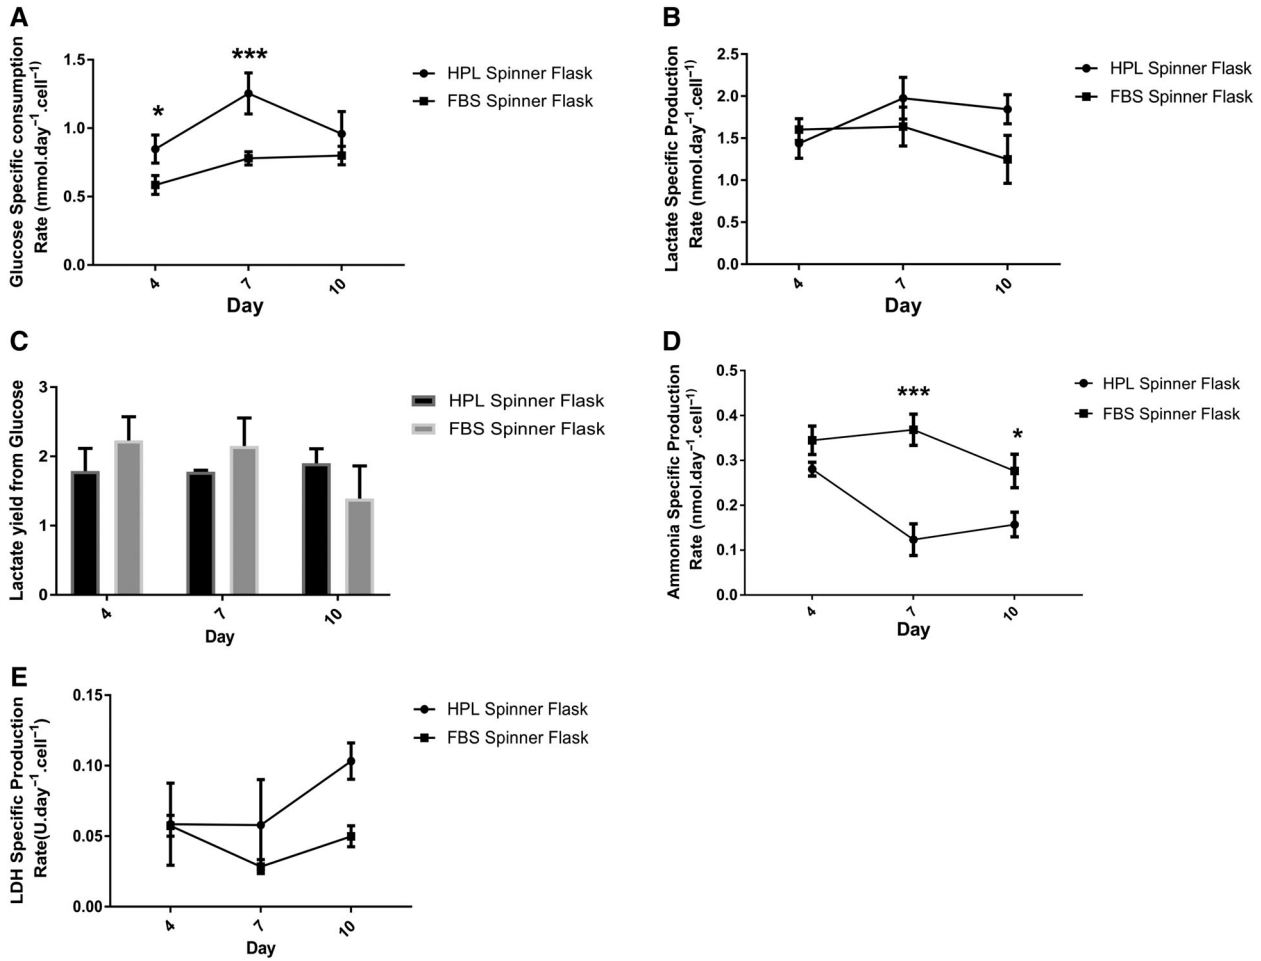 A
Glucose Specific consumption
Rate (mmol.day⁻¹.cell⁻¹)
1.5
1.0
0.5
0.0
*
***
4
7
10
Day
HPL Spinner Flask
FBS Spinner Flask
B
Lactate Specific Production
Rate (nmol.day⁻¹.cell⁻¹)
2.5
2.0
1.5
1.0
0.5
0.0
4
7
10
Day
HPL Spinner Flask
FBS Spinner Flask
C
Lactate yield from Glucose
3
2
1
0
4
7
10
Day
HPL Spinner Flask
FBS Spinner Flask
D
Ammonia Specific Production
Rate (nmol.day⁻¹.cell⁻¹)
0.5
0.4
0.3
0.2
0.1
0.0
***
*
4
7
10
Day
HPL Spinner Flask
FBS Spinner Flask
E
LDH Specific Production
Rate(U.day⁻¹.cell⁻¹)
0.15
0.10
0.05
0.00
4
7
10
Day
HPL Spinner Flask
FBS Spinner Flask